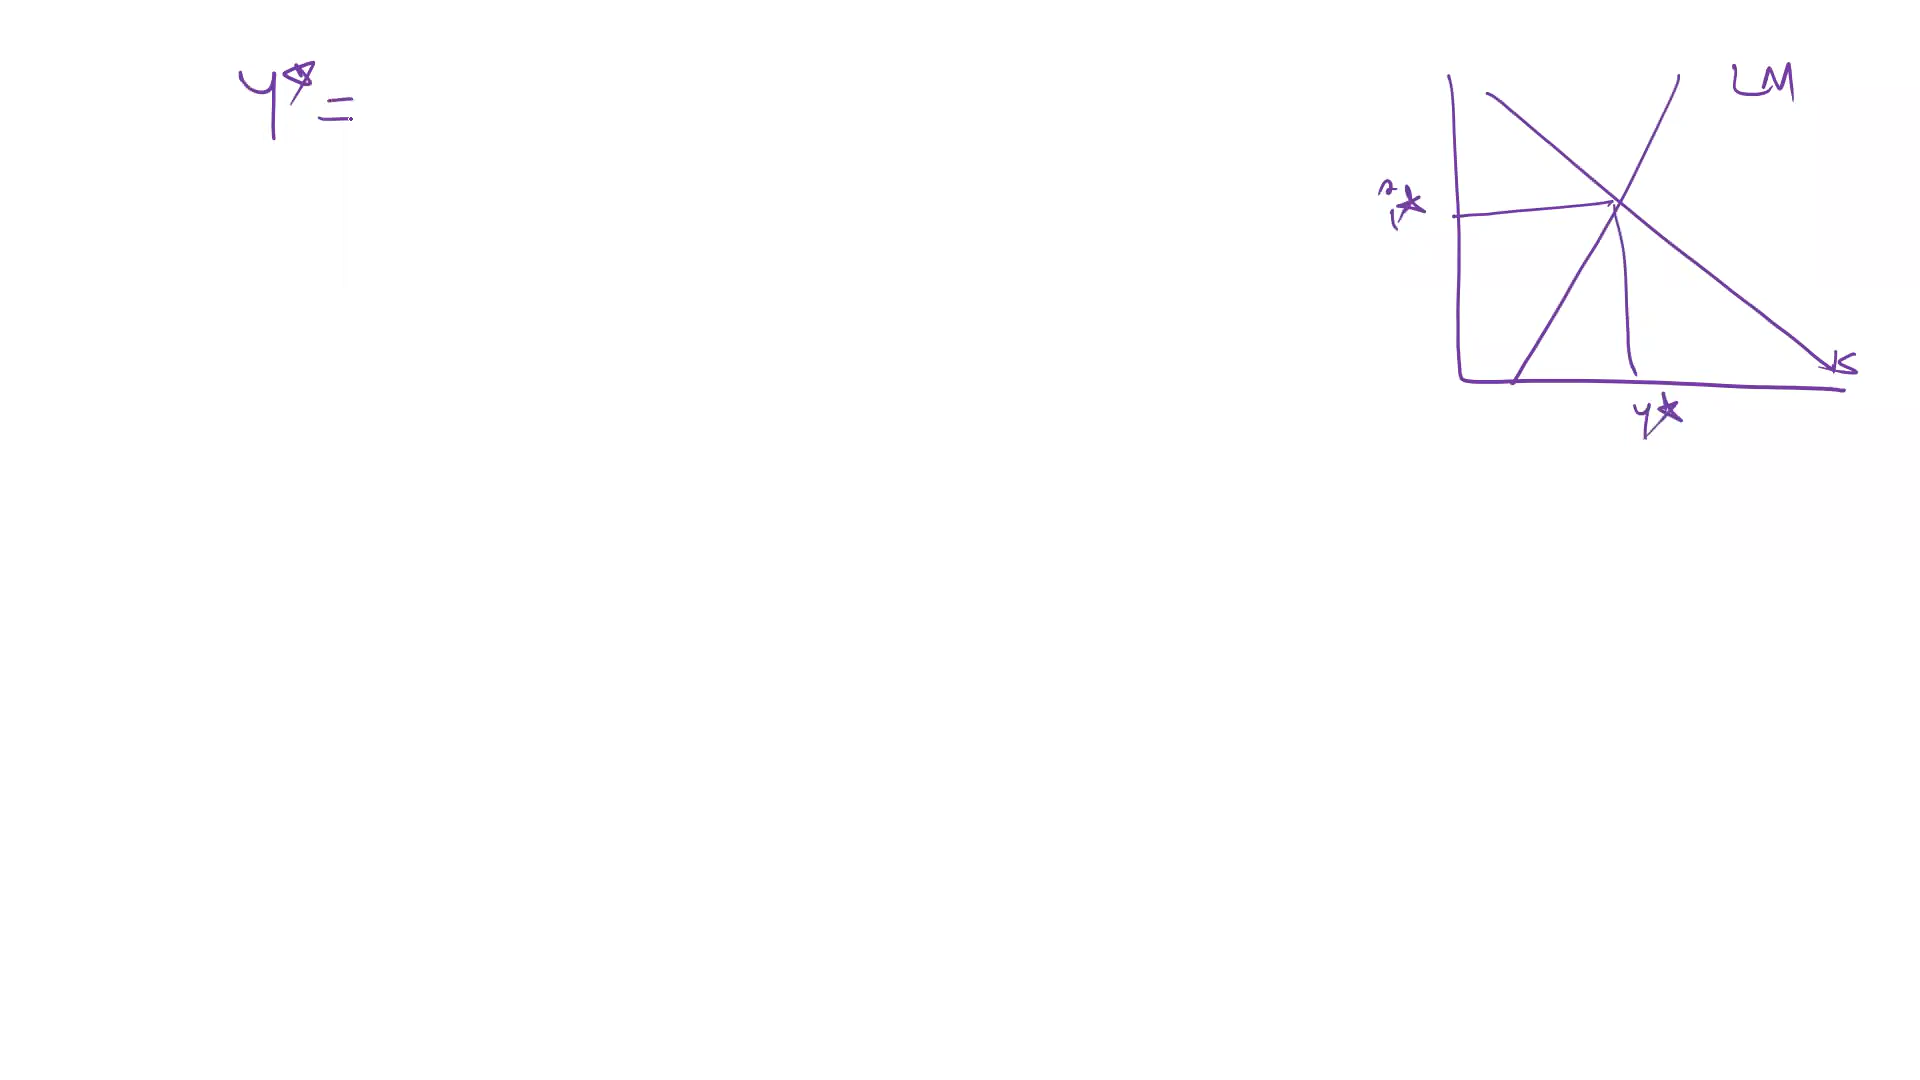 Y* =
LM
i*
IS
Y*